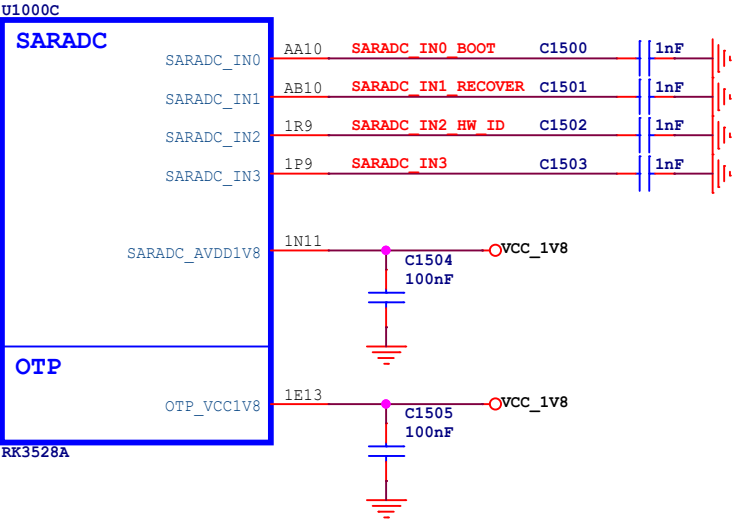 U1000C
SARADC
SARADC_IN0 AA10 SARADC_IN0_BOOT C1500 1nF
SARADC_IN1 AB10 SARADC_IN1_RECOVER C1501 1nF
SARADC_IN2 1R9 SARADC_IN2_HW_ID C1502 1nF
SARADC_IN3 1P9 SARADC_IN3 C1503 1nF
SARADC_AVDD1V8 1N11 VCC_1V8
C1504
100nF
OTP
OTP_VCC1V8 1E13 VCC_1V8
C1505
100nF
RK3528A